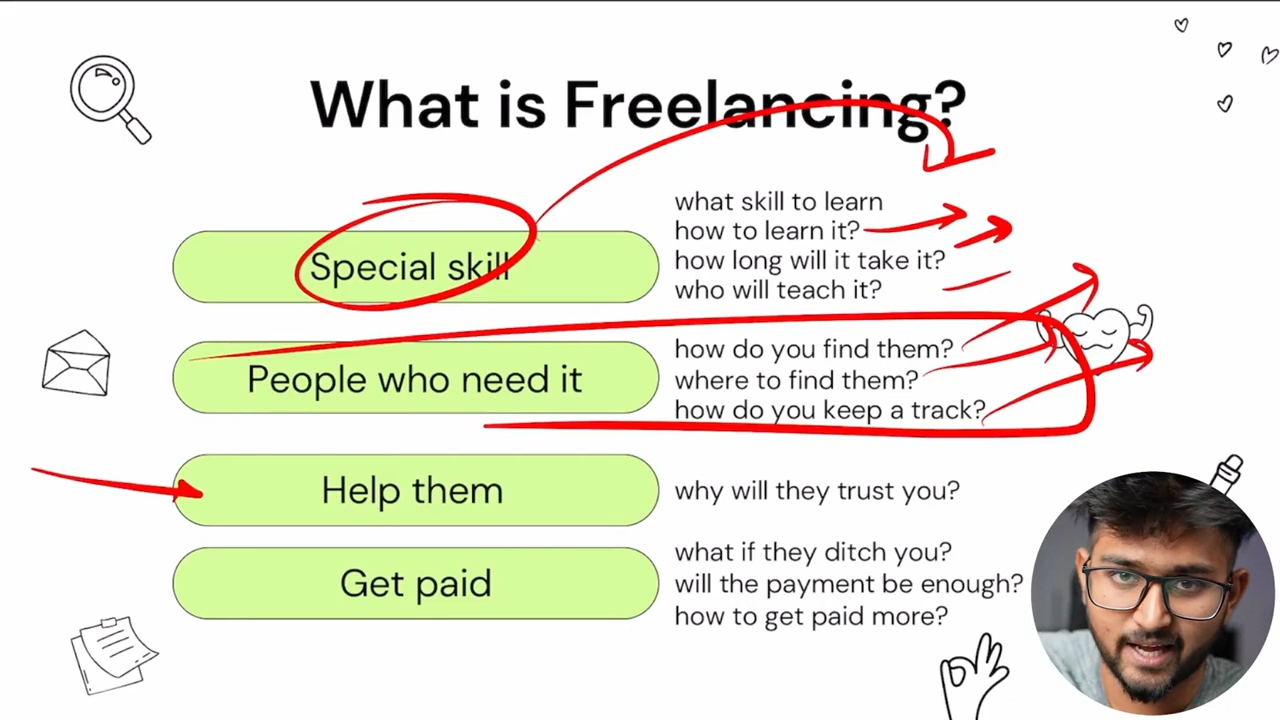 What is Freelancing?
Special skill
what skill to learn
how to learn it?
how long will it take it?
who will teach it?
People who need it
how do you find them?
where to find them?
how do you keep a track?
Help them
why will they trust you?
Get paid
what if they ditch you?
will the payment be enough?
how to get paid more?